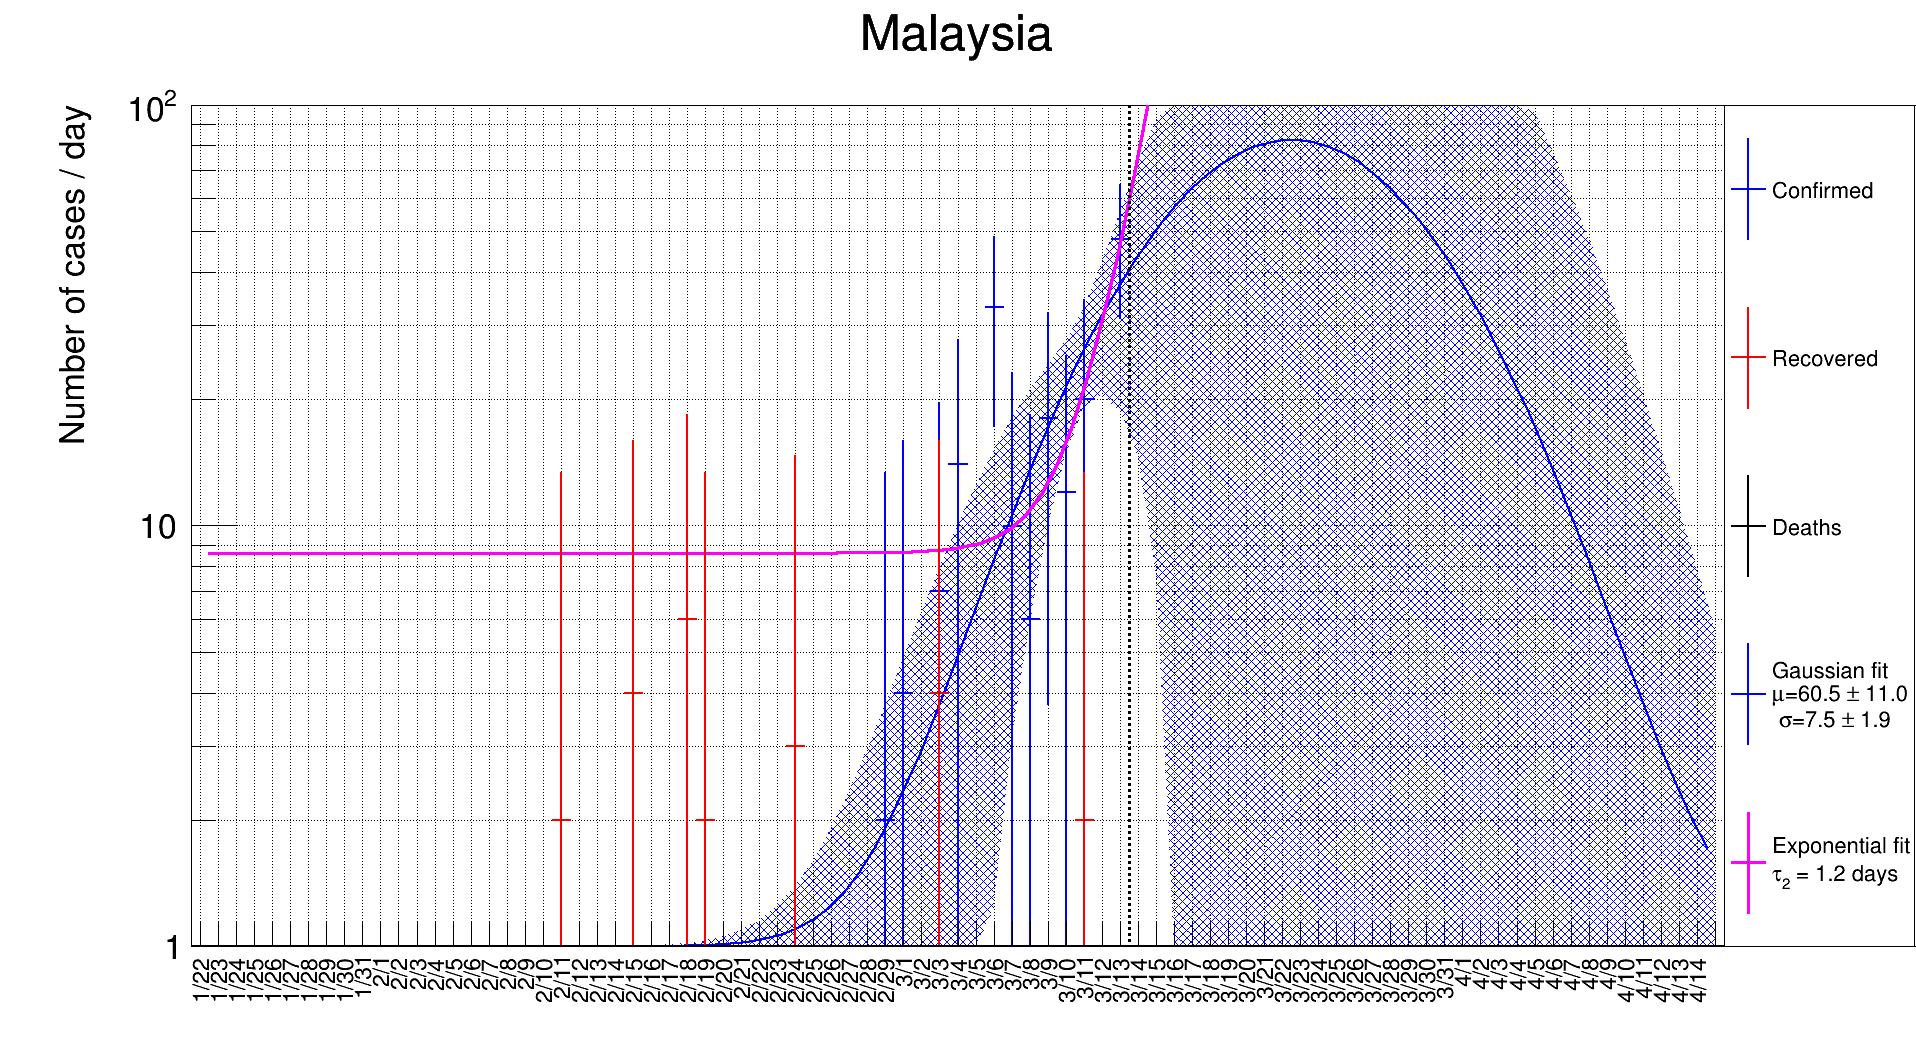 Malaysia
Number of cases / day
10²
10
1
1/22 1/23 1/24 1/25 1/26 1/27 1/28 1/29 1/30 1/31 2/1 2/2 2/3 2/4 2/5 2/6 2/7 2/8 2/9 2/10 2/11 2/12 2/13 2/14 2/15 2/16 2/17 2/18 2/19 2/20 2/21 2/22 2/23 2/24 2/25 2/26 2/27 2/28 2/29 3/1 3/2 3/3 3/4 3/5 3/6 3/7 3/8 3/9 3/10 3/11 3/12 3/13 3/14 3/15 3/16 3/17 3/18 3/19 3/20 3/21 3/22 3/23 3/24 3/25 3/26 3/27 3/28 3/29 3/30 3/31 4/1 4/2 4/3 4/4 4/5 4/6 4/7 4/8 4/9 4/10 4/11 4/12 4/13 4/14
Confirmed
Recovered
Deaths
Gaussian fit
μ=60.5 ± 11.0
σ=7.5 ± 1.9
Exponential fit
τ₂ = 1.2 days